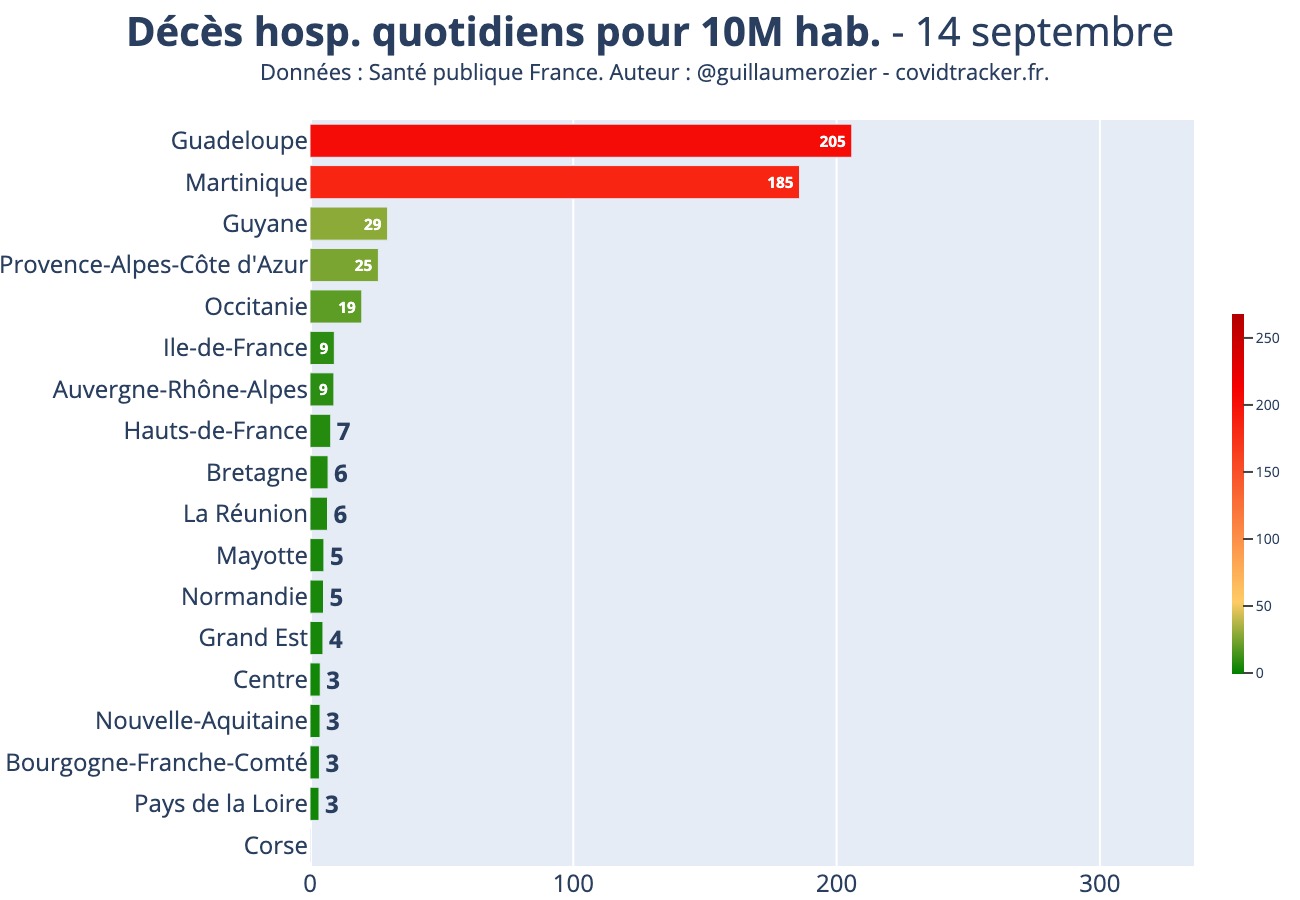 Décès hosp. quotidiens pour 10M hab. - 14 septembre
Données : Santé publique France. Auteur : @guillaumerozier - covidtracker.fr.
Guadeloupe 205
Martinique 185
Guyane 29
Provence-Alpes-Côte d'Azur 25
Occitanie 19
Ile-de-France 9
Auvergne-Rhône-Alpes 9
Hauts-de-France 7
Bretagne 6
La Réunion 6
Mayotte 5
Normandie 5
Grand Est 4
Centre 3
Nouvelle-Aquitaine 3
Bourgogne-Franche-Comté 3
Pays de la Loire 3
Corse
0 100 200 300
250
200
150
100
50
0